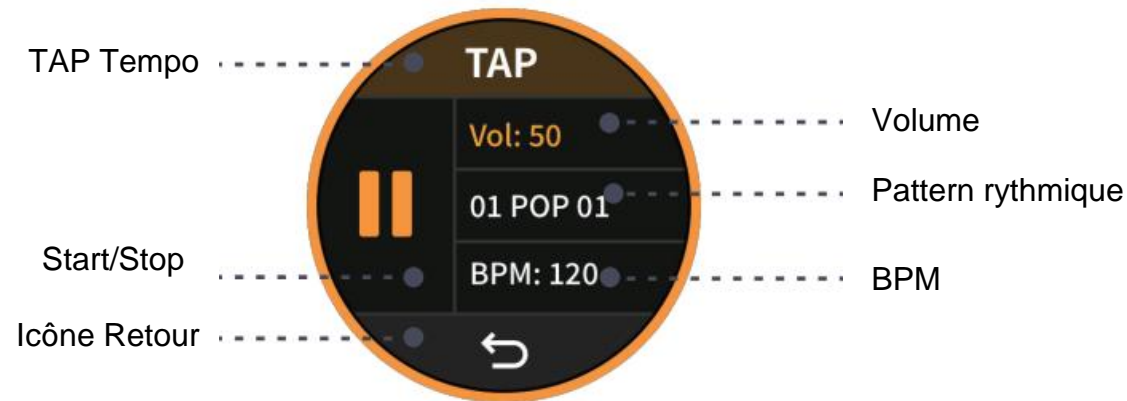 TAP Tempo
TAP
Vol: 50
Volume
01 POP 01
Pattern rythmique
Start/Stop
BPM: 120
BPM
Icône Retour